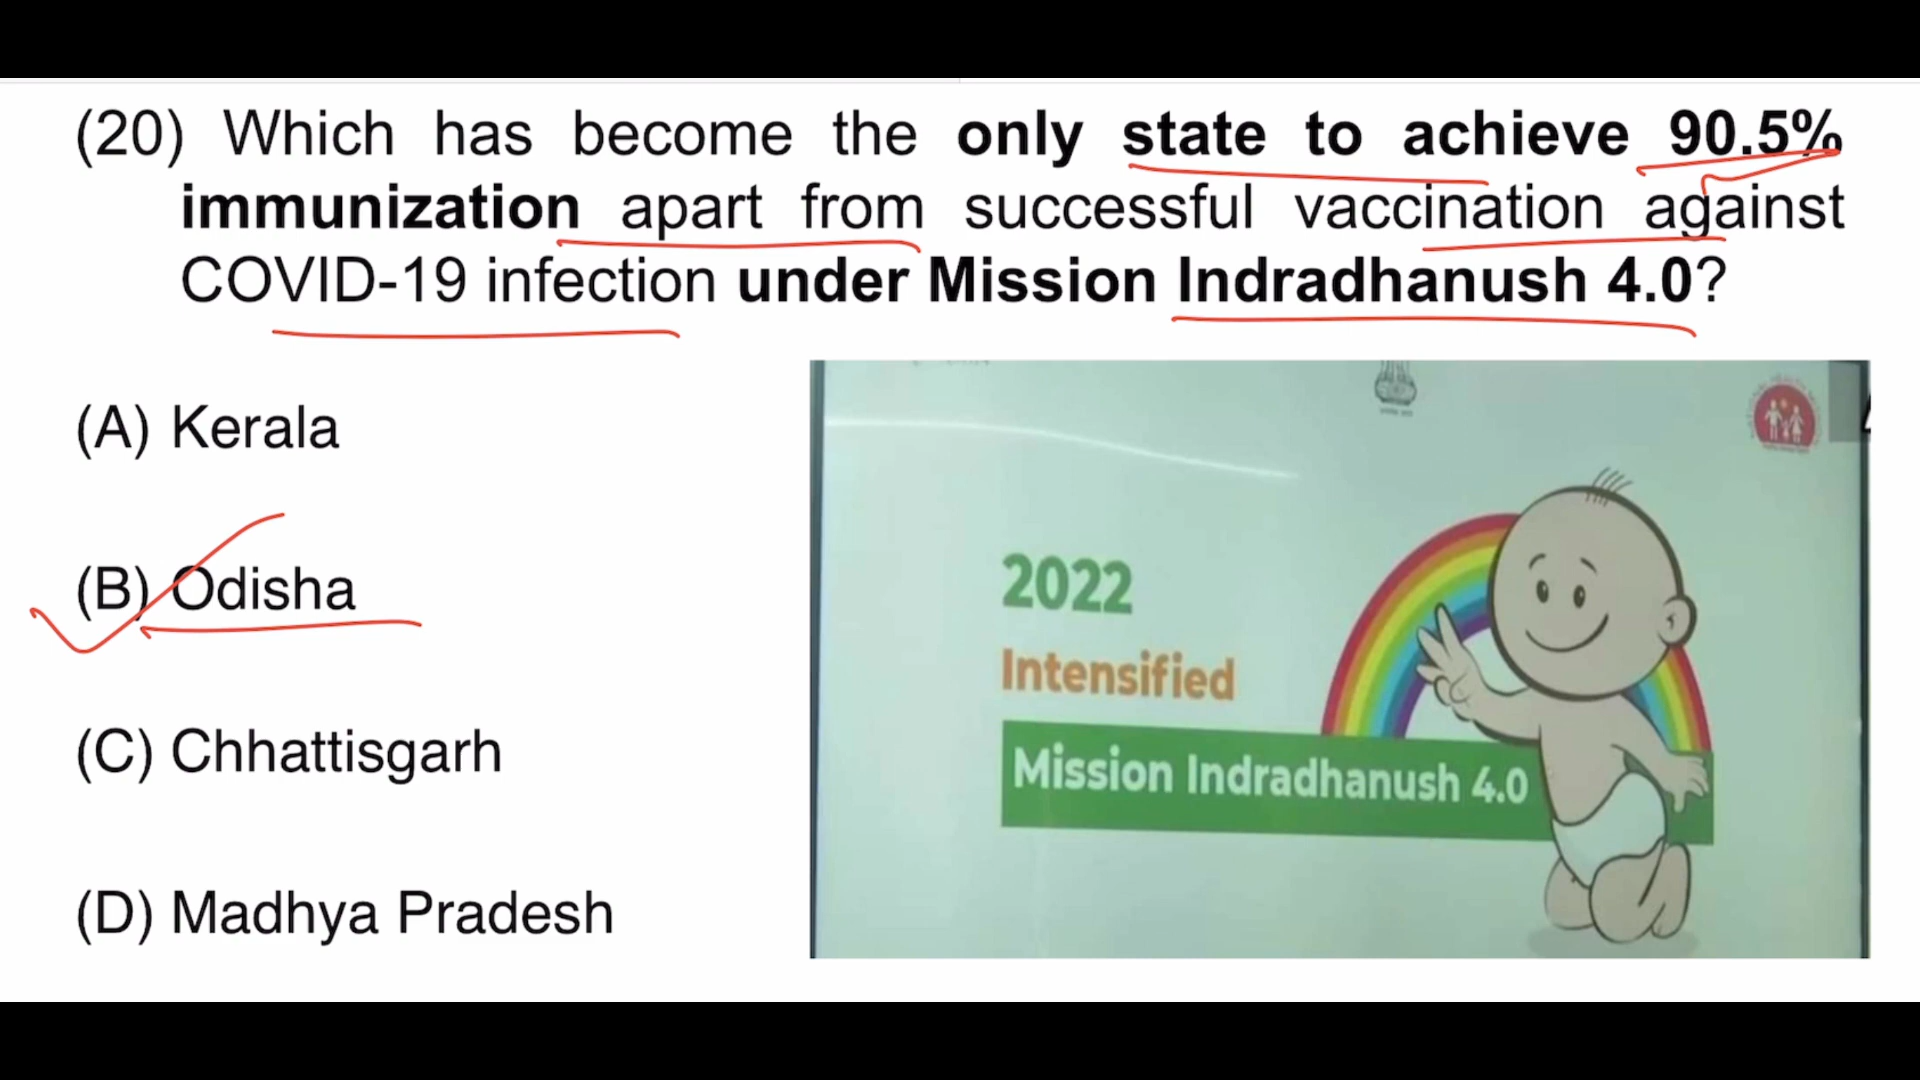 (20) Which has become the only state to achieve 90.5%
immunization apart from successful vaccination against
COVID-19 infection under Mission Indradhanush 4.0?
(A) Kerala
(B) Odisha
(C) Chhattisgarh
(D) Madhya Pradesh
2022
Intensified
Mission Indradhanush 4.0